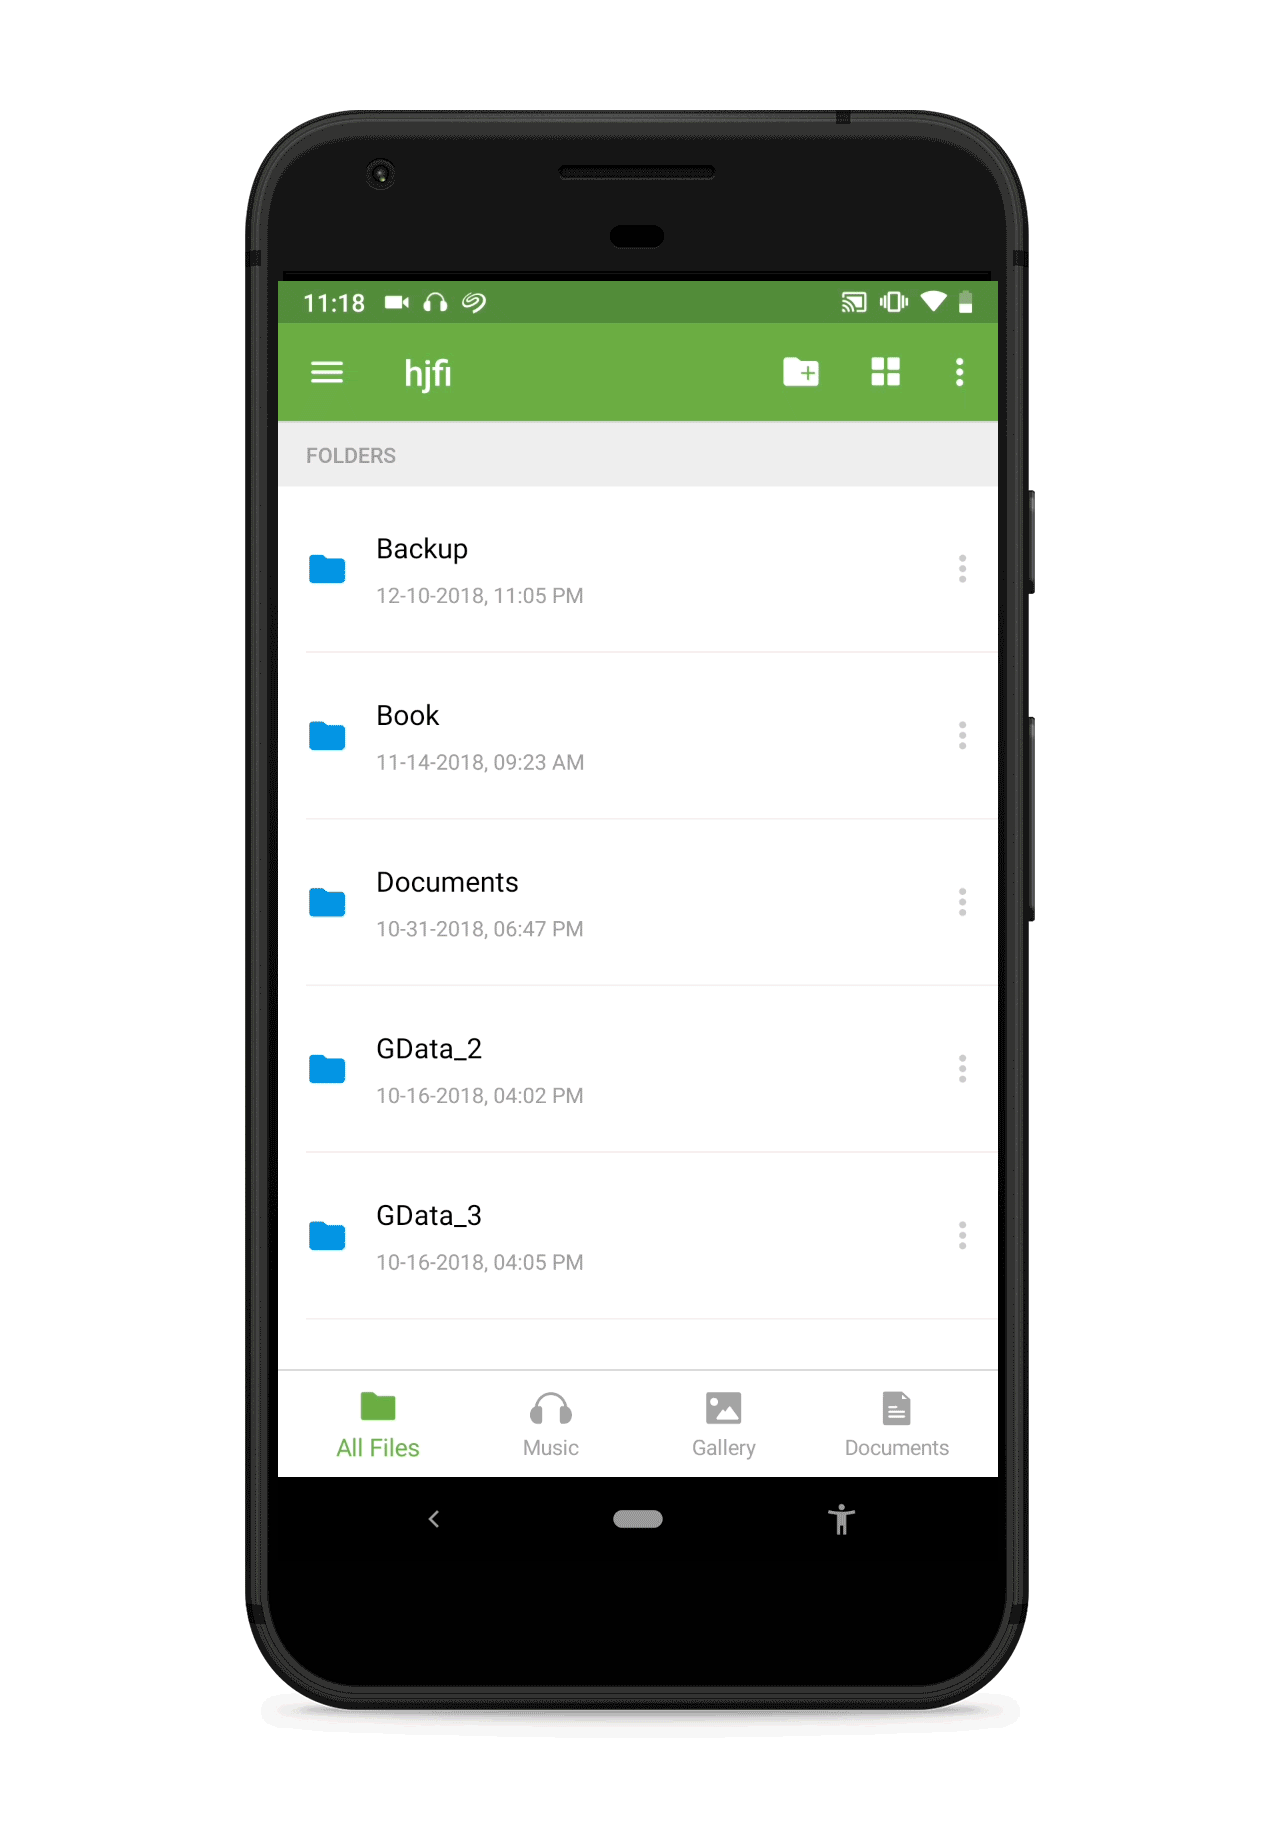 11:18
hjfi
FOLDERS
Backup
12-10-2018, 11:05 PM
Book
11-14-2018, 09:23 AM
Documents
10-31-2018, 06:47 PM
GData_2
10-16-2018, 04:02 PM
GData_3
10-16-2018, 04:05 PM
All Files Music Gallery Documents